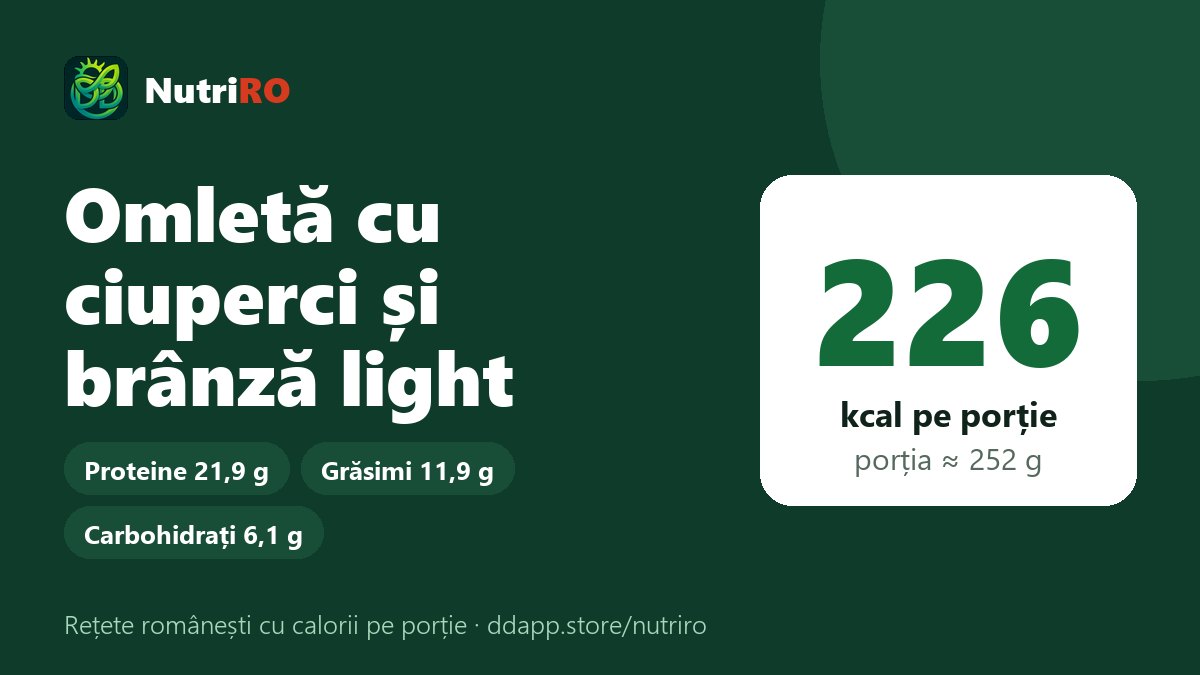 NutriRO
Omletă cu
ciuperci și
brânză light
Proteine 21,9 g
Grăsimi 11,9 g
Carbohidrați 6,1 g
226
kcal pe porție
porția ≈ 252 g
Rețete românești cu calorii pe porție · ddapp.store/nutriro